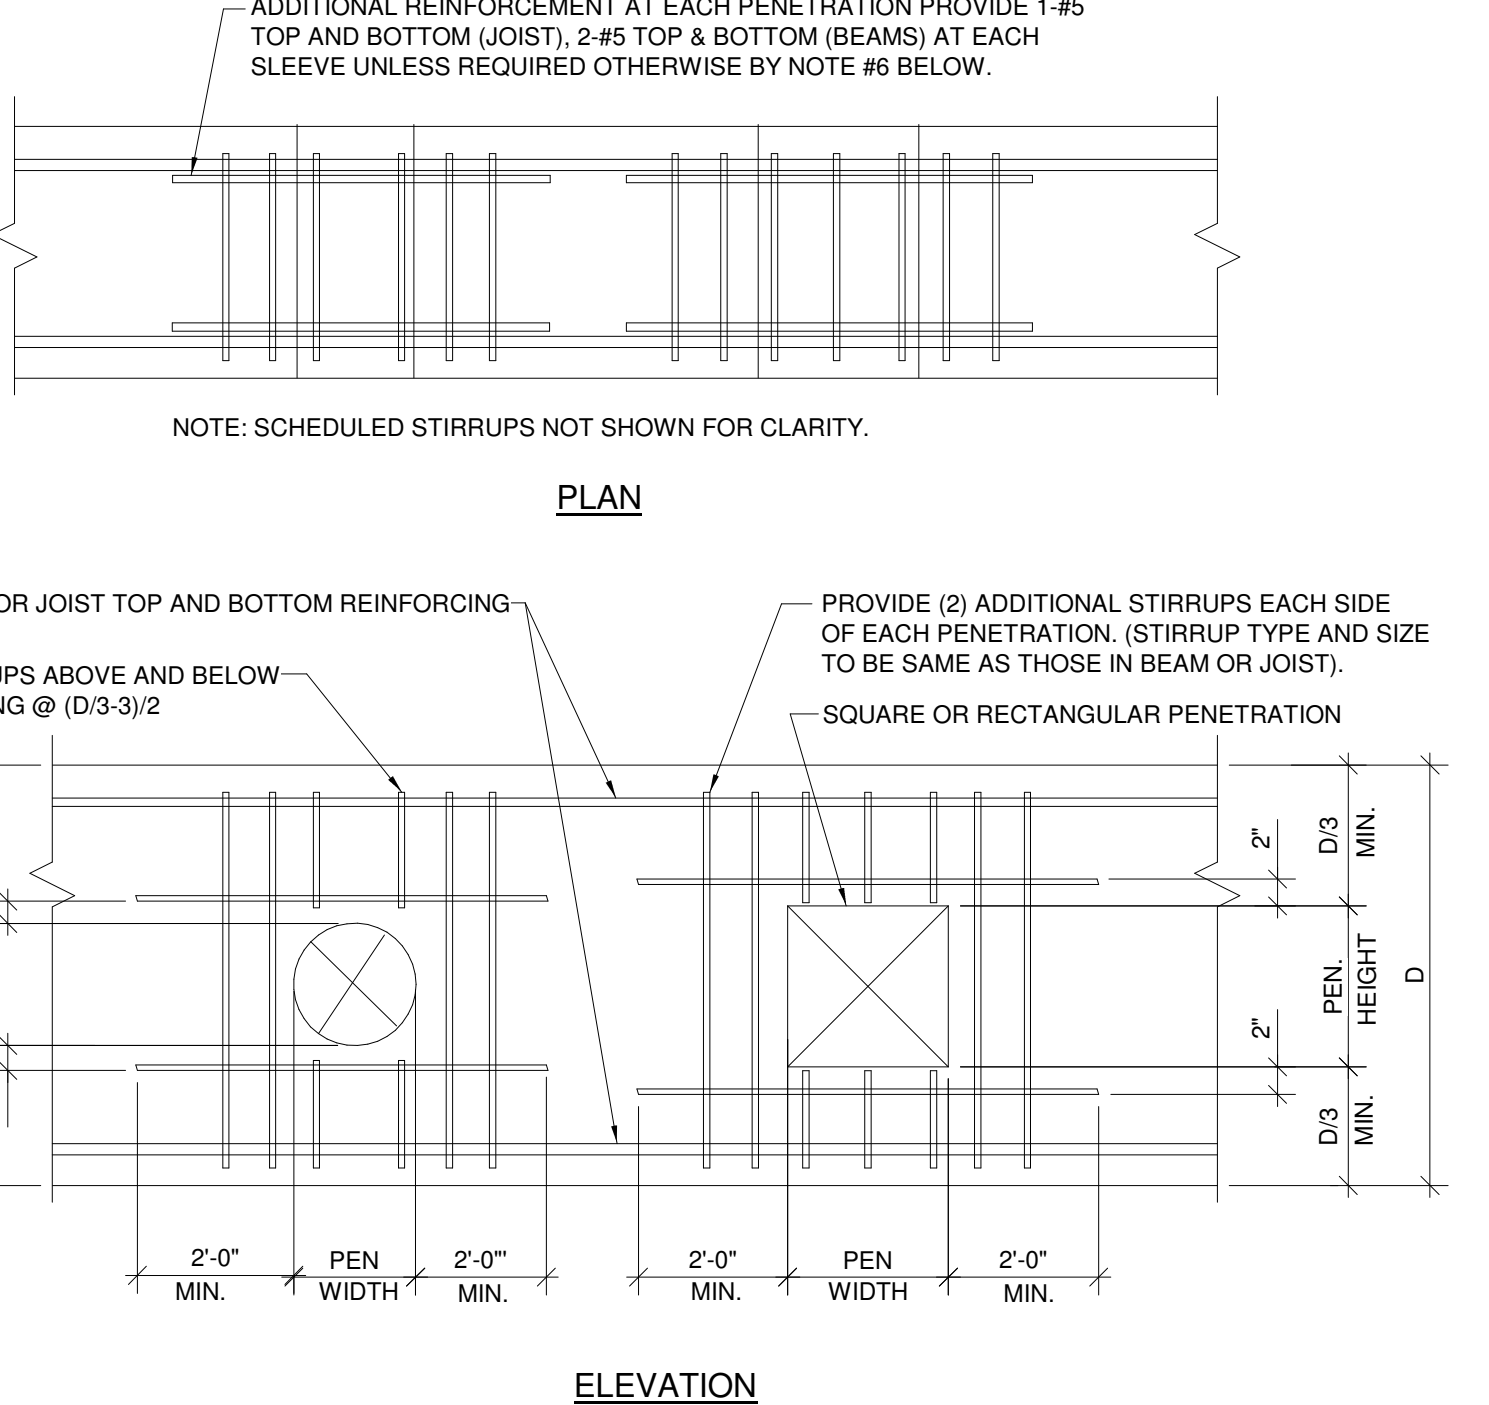 ADDITIONAL REINFORCEMENT AT EACH PENETRATION PROVIDE 1-#5
TOP AND BOTTOM (JOIST), 2-#5 TOP & BOTTOM (BEAMS) AT EACH
SLEEVE UNLESS REQUIRED OTHERWISE BY NOTE #6 BELOW.
NOTE: SCHEDULED STIRRUPS NOT SHOWN FOR CLARITY.
PLAN
OR JOIST TOP AND BOTTOM REINFORCING
UPS ABOVE AND BELOW
NG @ (D/3-3)/2
PROVIDE (2) ADDITIONAL STIRRUPS EACH SIDE
OF EACH PENETRATION. (STIRRUP TYPE AND SIZE
TO BE SAME AS THOSE IN BEAM OR JOIST).
SQUARE OR RECTANGULAR PENETRATION
2"
D/3
MIN.
PEN.
HEIGHT
D
2"
D/3
MIN.
2'-0"
MIN.
PEN
WIDTH
2'-0"'
MIN.
2'-0"
MIN.
PEN
WIDTH
2'-0"
MIN.
ELEVATION